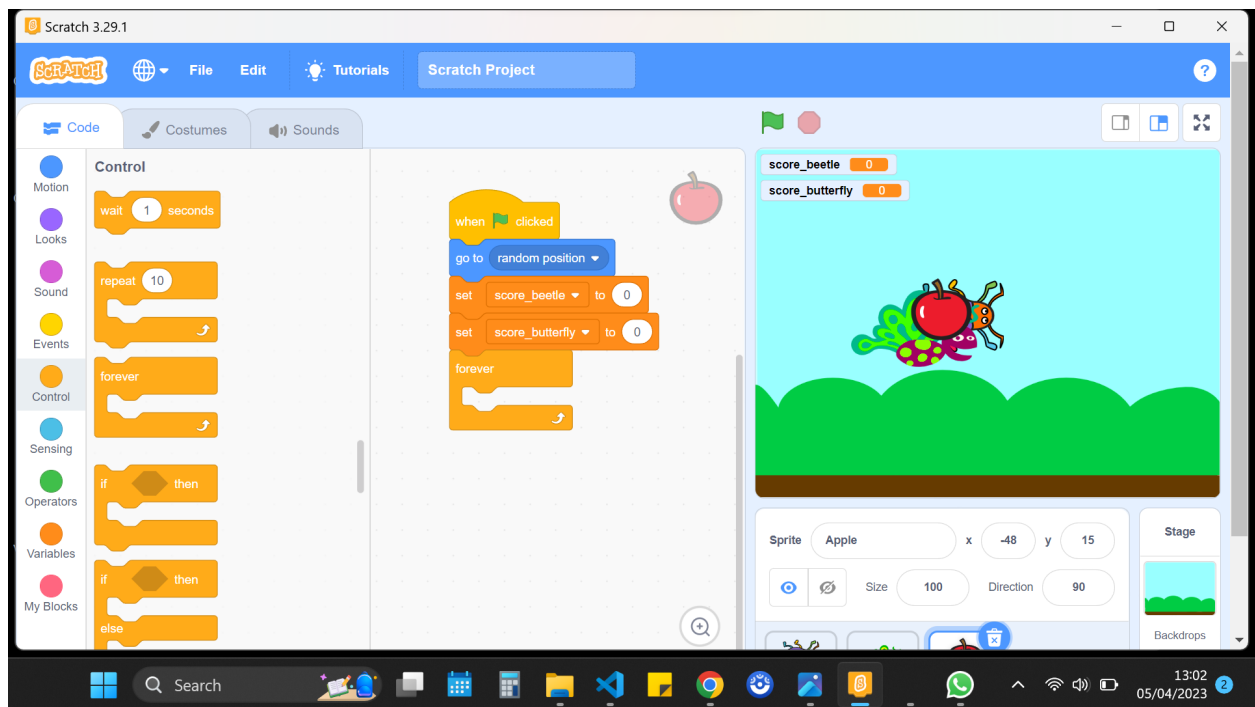 Scratch 3.29.1
SCRATCH
File
Edit
Tutorials
Scratch Project
?
Code
Costumes
Sounds
Motion
Looks
Sound
Events
Control
Sensing
Operators
Variables
My Blocks
Control
wait 1 seconds
repeat 10
forever
if then
if then
else
when clicked
go to random position
set score_beetle to 0
set score_butterfly to 0
forever
score_beetle 0
score_butterfly 0
Sprite Apple x -48 y 15
Size 100 Direction 90
Stage
Backdrops
Search
13:02
05/04/2023
2